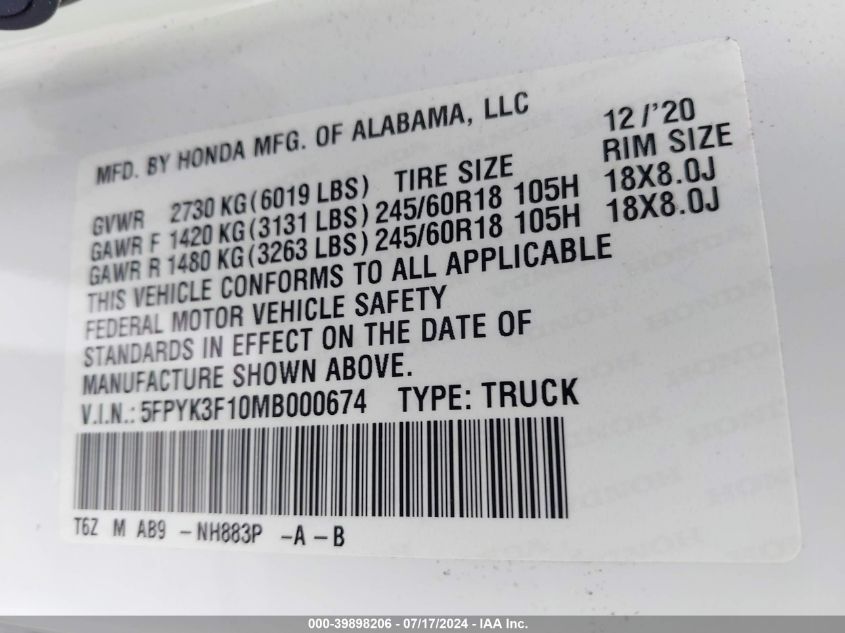 MFD. BY HONDA MFG. OF ALABAMA, LLC 12/'20
GVWR 2730 KG (6019 LBS) TIRE SIZE RIM SIZE
GAWR F 1420 KG (3131 LBS) 245/60R18 105H 18X8.0J
GAWR R 1480 KG (3263 LBS) 245/60R18 105H 18X8.0J
THIS VEHICLE CONFORMS TO ALL APPLICABLE
FEDERAL MOTOR VEHICLE SAFETY
STANDARDS IN EFFECT ON THE DATE OF
MANUFACTURE SHOWN ABOVE.
V.I.N.: 5FPYK3F10MB000674 TYPE: TRUCK
T6Z M AB9 -NH883P -A-B
000-39898206 - 07/17/2024 - IAA Inc.